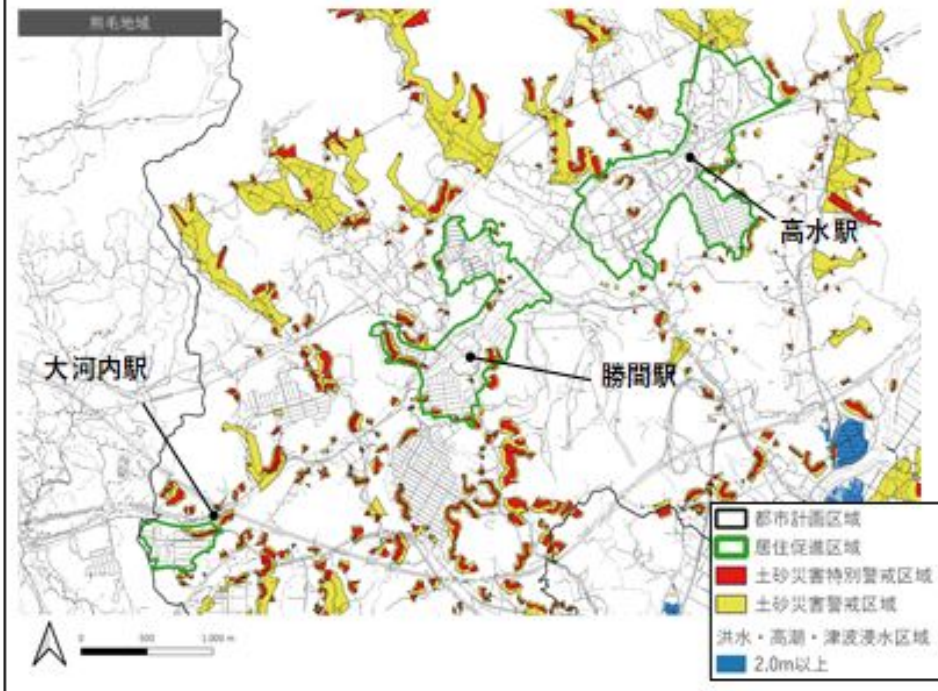 熊毛地域
高水駅
大河内駅
勝間駅
都市計画区域
居住促進区域
土砂災害特別警戒区域
土砂災害警戒区域
洪水・高潮・津波浸水区域
2.0m以上
0 500 1,000 m